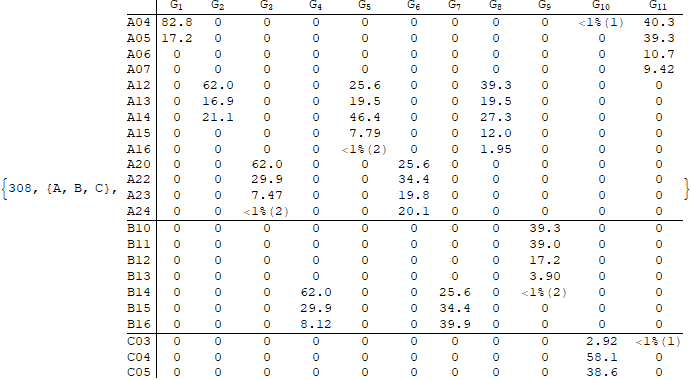 G₁ G₂ G₃ G₄ G₅ G₆ G₇ G₈ G₉ G₁₀ G₁₁
A04 82.8 0 0 0 0 0 0 0 0 <1%(1) 40.3
A05 17.2 0 0 0 0 0 0 0 0 0 39.3
A06 0 0 0 0 0 0 0 0 0 0 10.7
A07 0 0 0 0 0 0 0 0 0 0 9.42
A12 0 62.0 0 0 25.6 0 0 39.3 0 0 0
A13 0 16.9 0 0 19.5 0 0 19.5 0 0 0
A14 0 21.1 0 0 46.4 0 0 27.3 0 0 0
A15 0 0 0 0 7.79 0 0 12.0 0 0 0
A16 0 0 0 0 <1%(2) 0 0 1.95 0 0 0
A20 0 0 62.0 0 0 25.6 0 0 0 0 0
A22 0 0 29.9 0 0 34.4 0 0 0 0 0
{308, {A, B, C}, A23 0 0 7.47 0 0 19.8 0 0 0 0 0 }
A24 0 0 <1%(2) 0 0 20.1 0 0 0 0 0
B10 0 0 0 0 0 0 0 0 39.3 0 0
B11 0 0 0 0 0 0 0 0 39.0 0 0
B12 0 0 0 0 0 0 0 0 17.2 0 0
B13 0 0 0 0 0 0 0 0 3.90 0 0
B14 0 0 0 62.0 0 0 25.6 0 <1%(2) 0 0
B15 0 0 0 29.9 0 0 34.4 0 0 0 0
B16 0 0 0 8.12 0 0 39.9 0 0 0 0
C03 0 0 0 0 0 0 0 0 0 2.92 <1%(1)
C04 0 0 0 0 0 0 0 0 0 58.1 0
C05 0 0 0 0 0 0 0 0 0 38.6 0